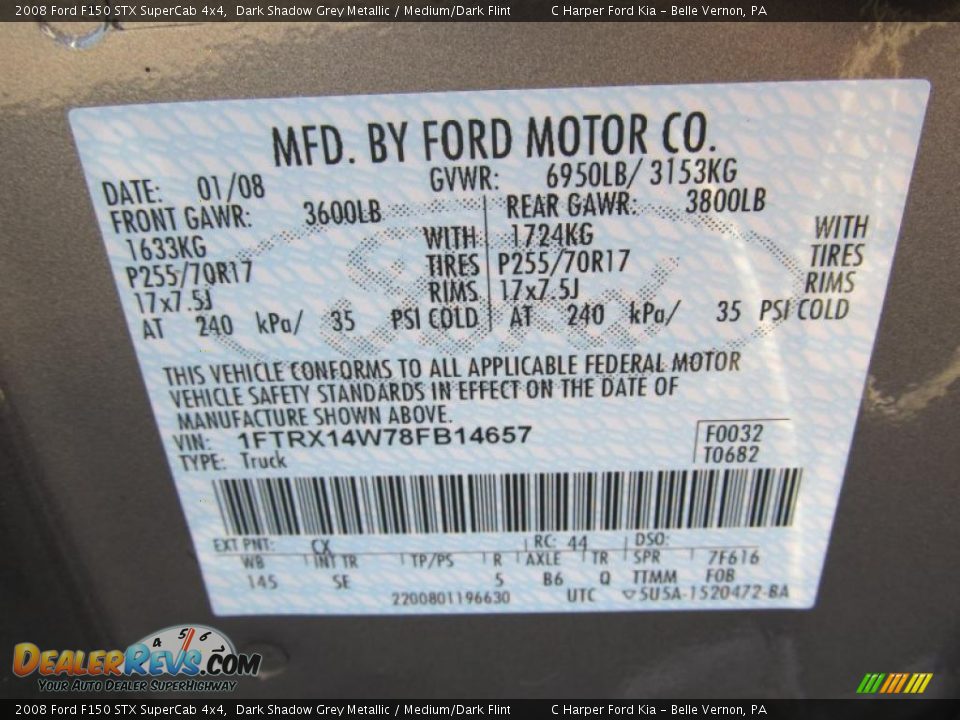 2008 Ford F150 STX SuperCab 4x4, Dark Shadow Grey Metallic / Medium/Dark Flint C Harper Ford Kia - Belle Vernon, PA
MFD. BY FORD MOTOR CO.
DATE: 01/08 GVWR: 6950LB/ 3153KG
FRONT GAWR: 3600LB REAR GAWR: 3800LB
1633KG WITH 1724KG WITH
P255/70R17 TIRES P255/70R17 TIRES
17x7.5J RIMS 17x7.5J RIMS
AT 240 kPa/ 35 PSI COLD AT 240 kPa/ 35 PSI COLD
THIS VEHICLE CONFORMS TO ALL APPLICABLE FEDERAL MOTOR
VEHICLE SAFETY STANDARDS IN EFFECT ON THE DATE OF
MANUFACTURE SHOWN ABOVE.
VIN: 1FTRX14W78FB14657 F0032
TYPE: Truck T0682
EXT PNT: CX RC: 44 DSO:
WB INT TR TP/PS R AXLE TR SPR 7F616
145 SE 5 B6 Q TTMM FOB
2200801196630 UTC ▽5U5A-1520472-BA
4 5 6
DEALERREVS.COM
YOUR AUTO DEALER SUPERHIGHWAY
2008 Ford F150 STX SuperCab 4x4, Dark Shadow Grey Metallic / Medium/Dark Flint C Harper Ford Kia - Belle Vernon, PA